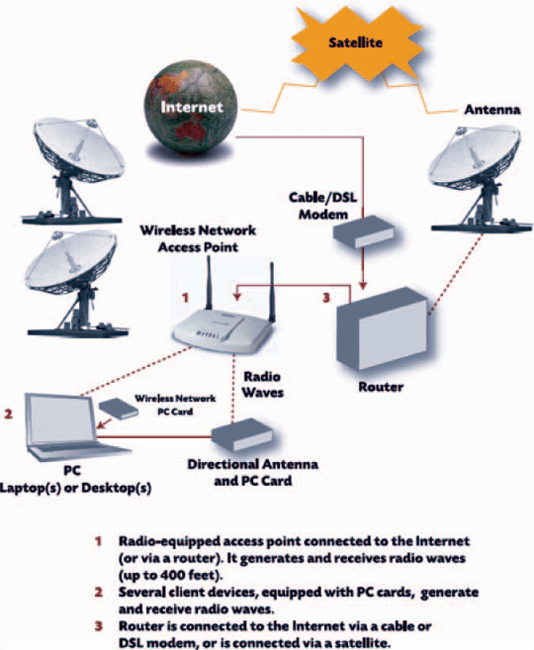 Satellite
Internet
Antenna
Cable/DSL
Modem
Wireless Network
Access Point
1
3
Router
Radio
Waves
2
Wireless Network
PC Card
PC
Laptop(s) or Desktop(s)
Directional Antenna
and PC Card
1 Radio-equipped access point connected to the Internet
(or via a router). It generates and receives radio waves
(up to 400 feet).
2 Several client devices, equipped with PC cards, generate
and receive radio waves.
3 Router is connected to the Internet via a cable or
DSL modem, or is connected via a satellite.